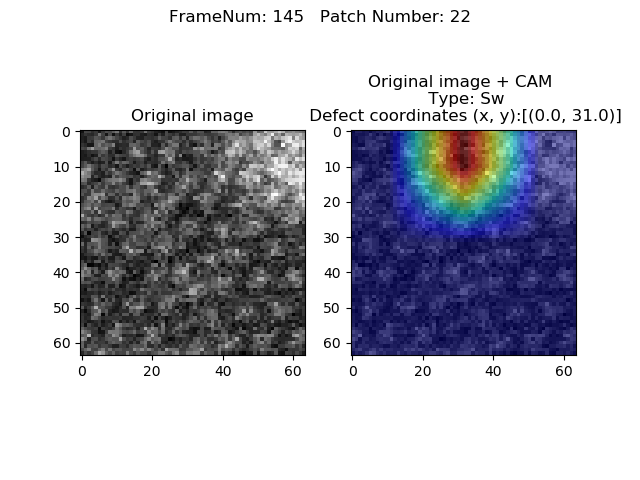 FrameNum: 145   Patch Number: 22
Original image
Original image + CAM
Type: Sw
Defect coordinates (x, y):[(0.0, 31.0)]
0
10
20
30
40
50
60
0 20 40 60
0
10
20
30
40
50
60
0 20 40 60